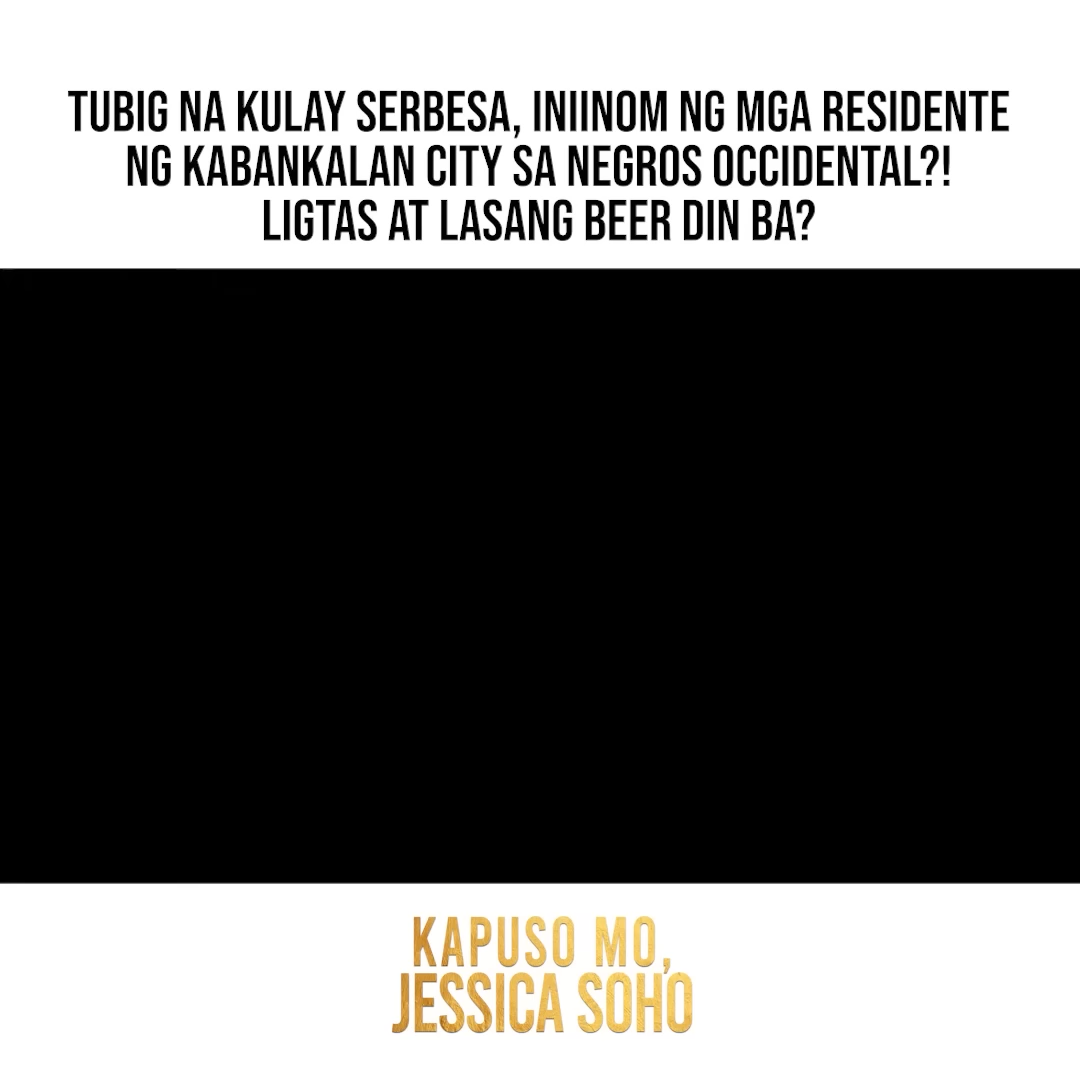 TUBIG NA KULAY SERBESA, INIINOM NG MGA RESIDENTE
NG KABANKALAN CITY SA NEGROS OCCIDENTAL?!
LIGTAS AT LASANG BEER DIN BA?
KAPUSO MO,
JESSICA SOHO